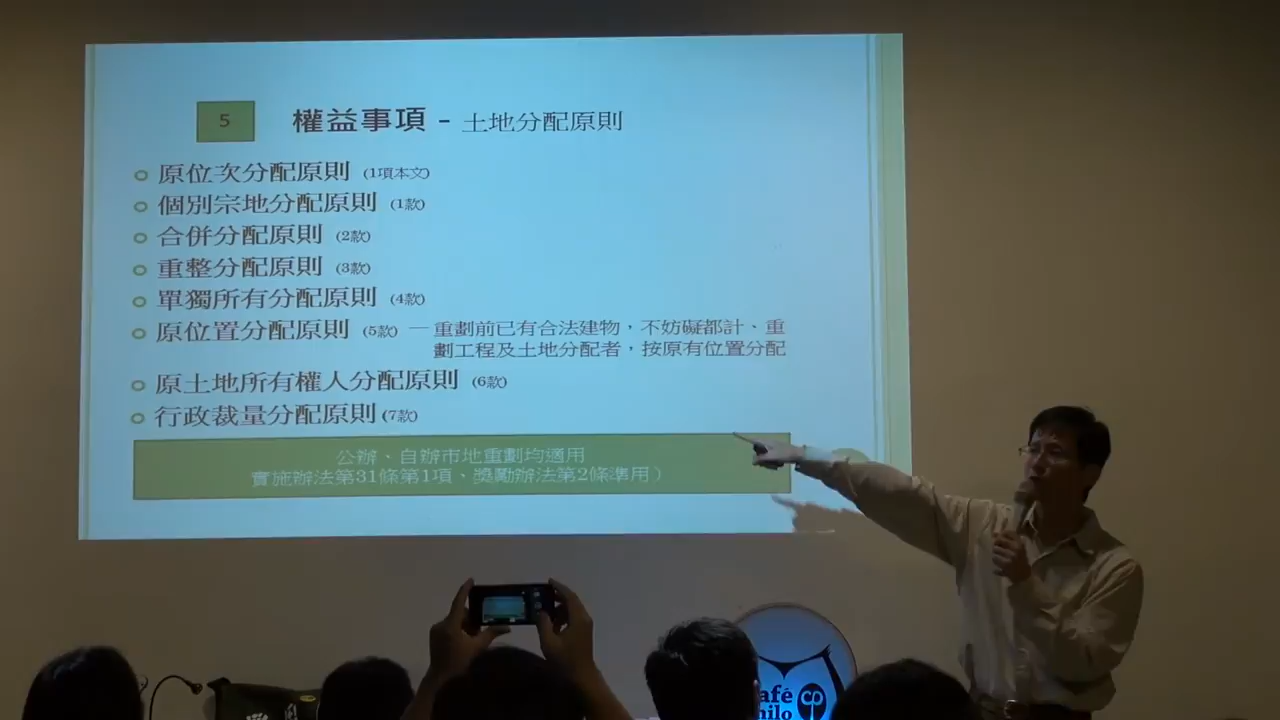 5
權益事項 - 土地分配原則
原位次分配原則 (1項本文)
個別宗地分配原則 (1款)
合併分配原則 (2款)
重整分配原則 (3款)
單獨所有分配原則 (4款)
原位置分配原則 (5款) — 重劃前已有合法建物，不妨礙都計、重
劃工程及土地分配者，按原有位置分配
原土地所有權人分配原則 (6款)
行政裁量分配原則(7款)
公辦、自辦市地重劃均適用
實施辦法第31條第1項、獎勵辦法第2條準用）
afé
hilo